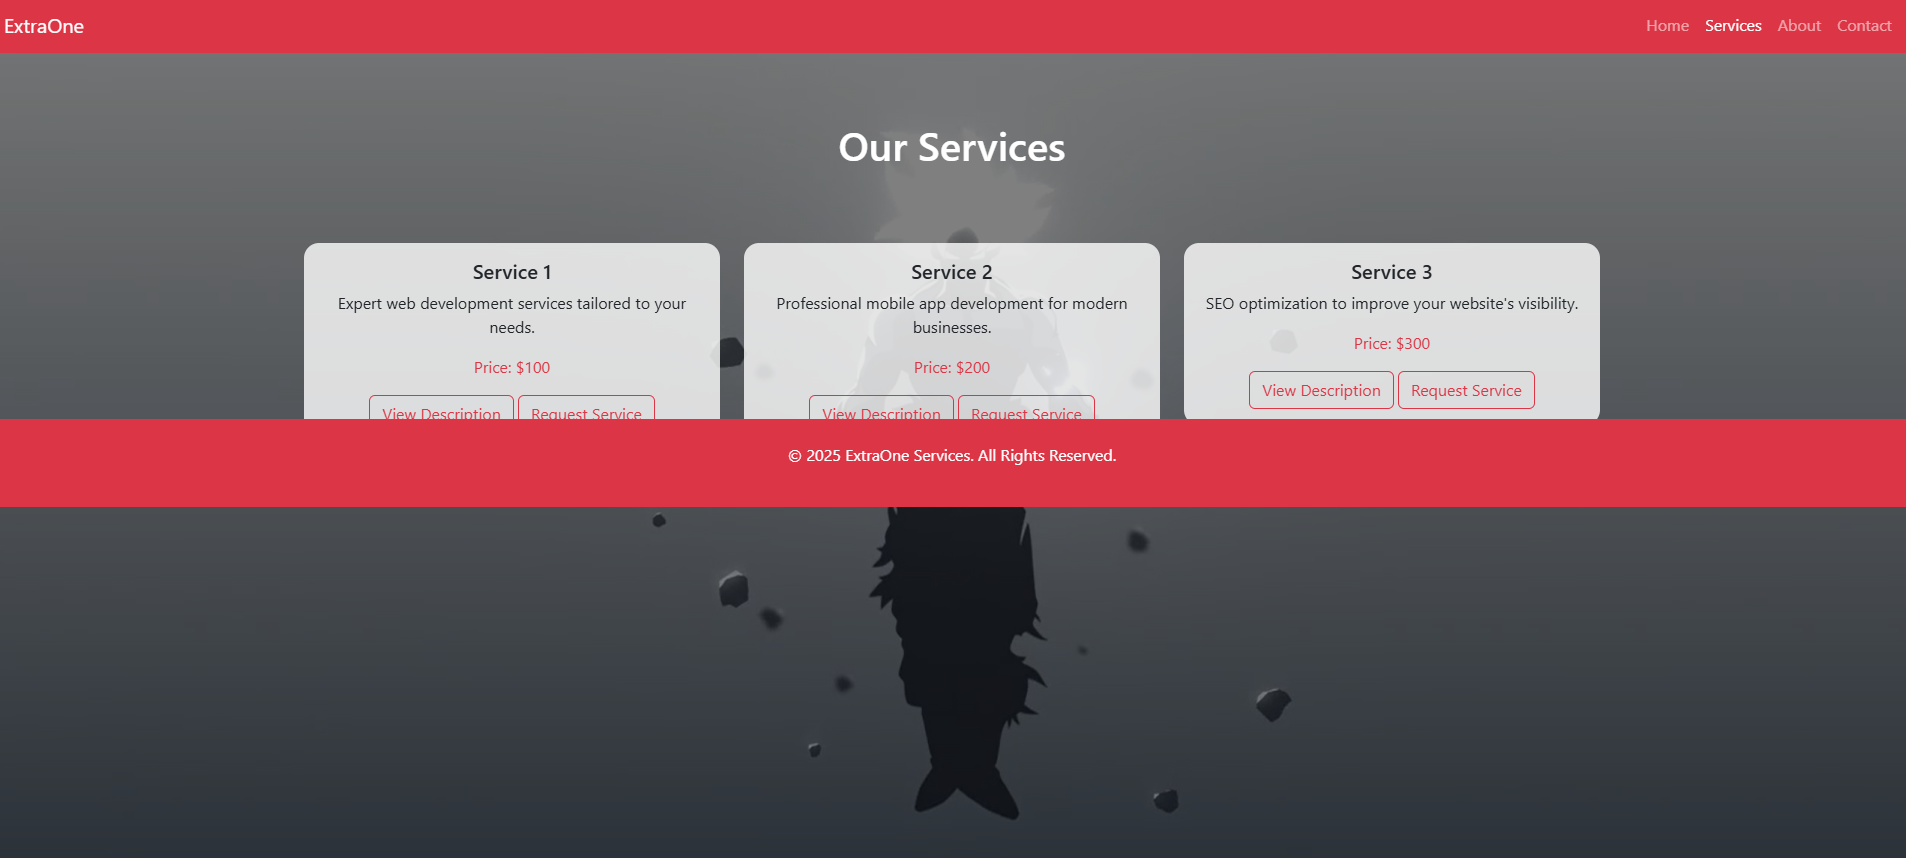 ExtraOne
Home Services About Contact
Our Services
Service 1
Expert web development services tailored to your
needs.
Price: $100
View Description Request Service
Service 2
Professional mobile app development for modern
businesses.
Price: $200
View Description Request Service
Service 3
SEO optimization to improve your website's visibility.
Price: $300
View Description Request Service
© 2025 ExtraOne Services. All Rights Reserved.